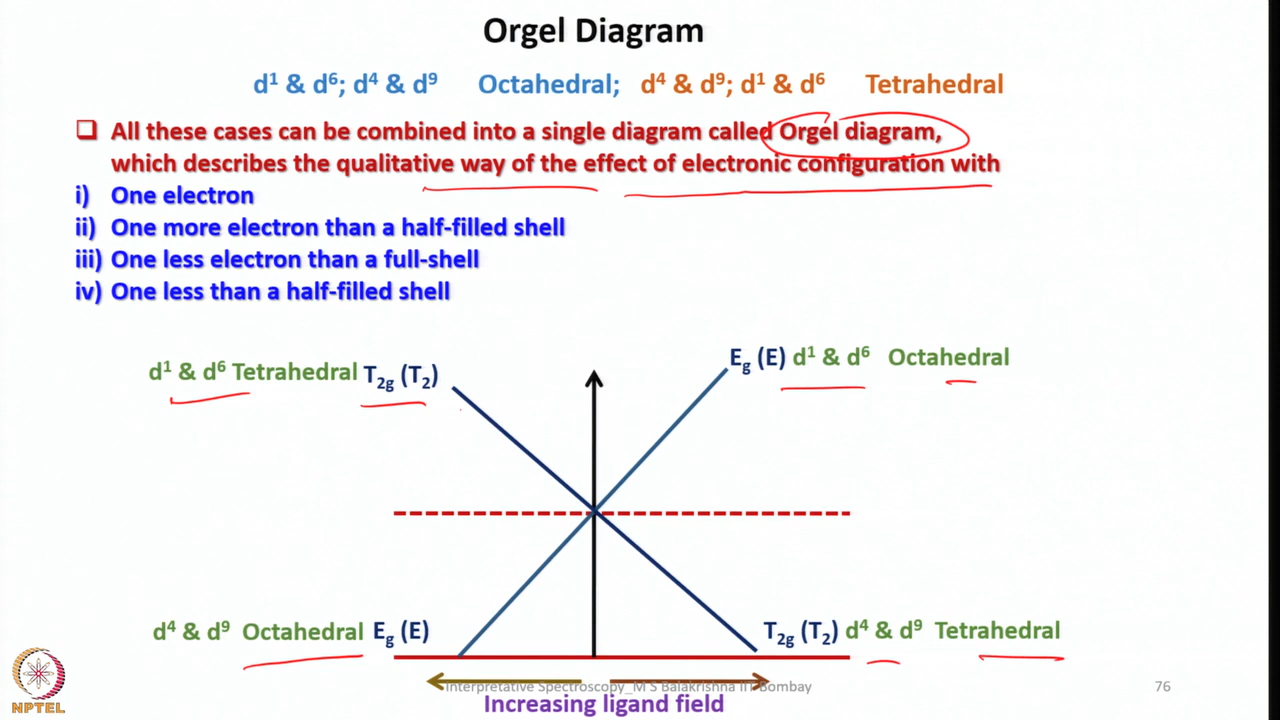 Orgel Diagram
d¹ & d⁶; d⁴ & d⁹ Octahedral; d⁴ & d⁹; d¹ & d⁶ Tetrahedral
❑ All these cases can be combined into a single diagram called Orgel diagram,
which describes the qualitative way of the effect of electronic configuration with
i) One electron
ii) One more electron than a half-filled shell
iii) One less electron than a full-shell
iv) One less than a half-filled shell
d¹ & d⁶ Tetrahedral T₂g (T₂)
Eg (E) d¹ & d⁶ Octahedral
d⁴ & d⁹ Octahedral Eg (E)
T₂g (T₂) d⁴ & d⁹ Tetrahedral
Interpretative Spectroscopy_M S Balakrishna IIT Bombay
76
Increasing ligand field
NPTEL